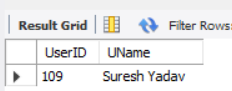 Result Grid Filter Rows:
UserID UName
109 Suresh Yadav